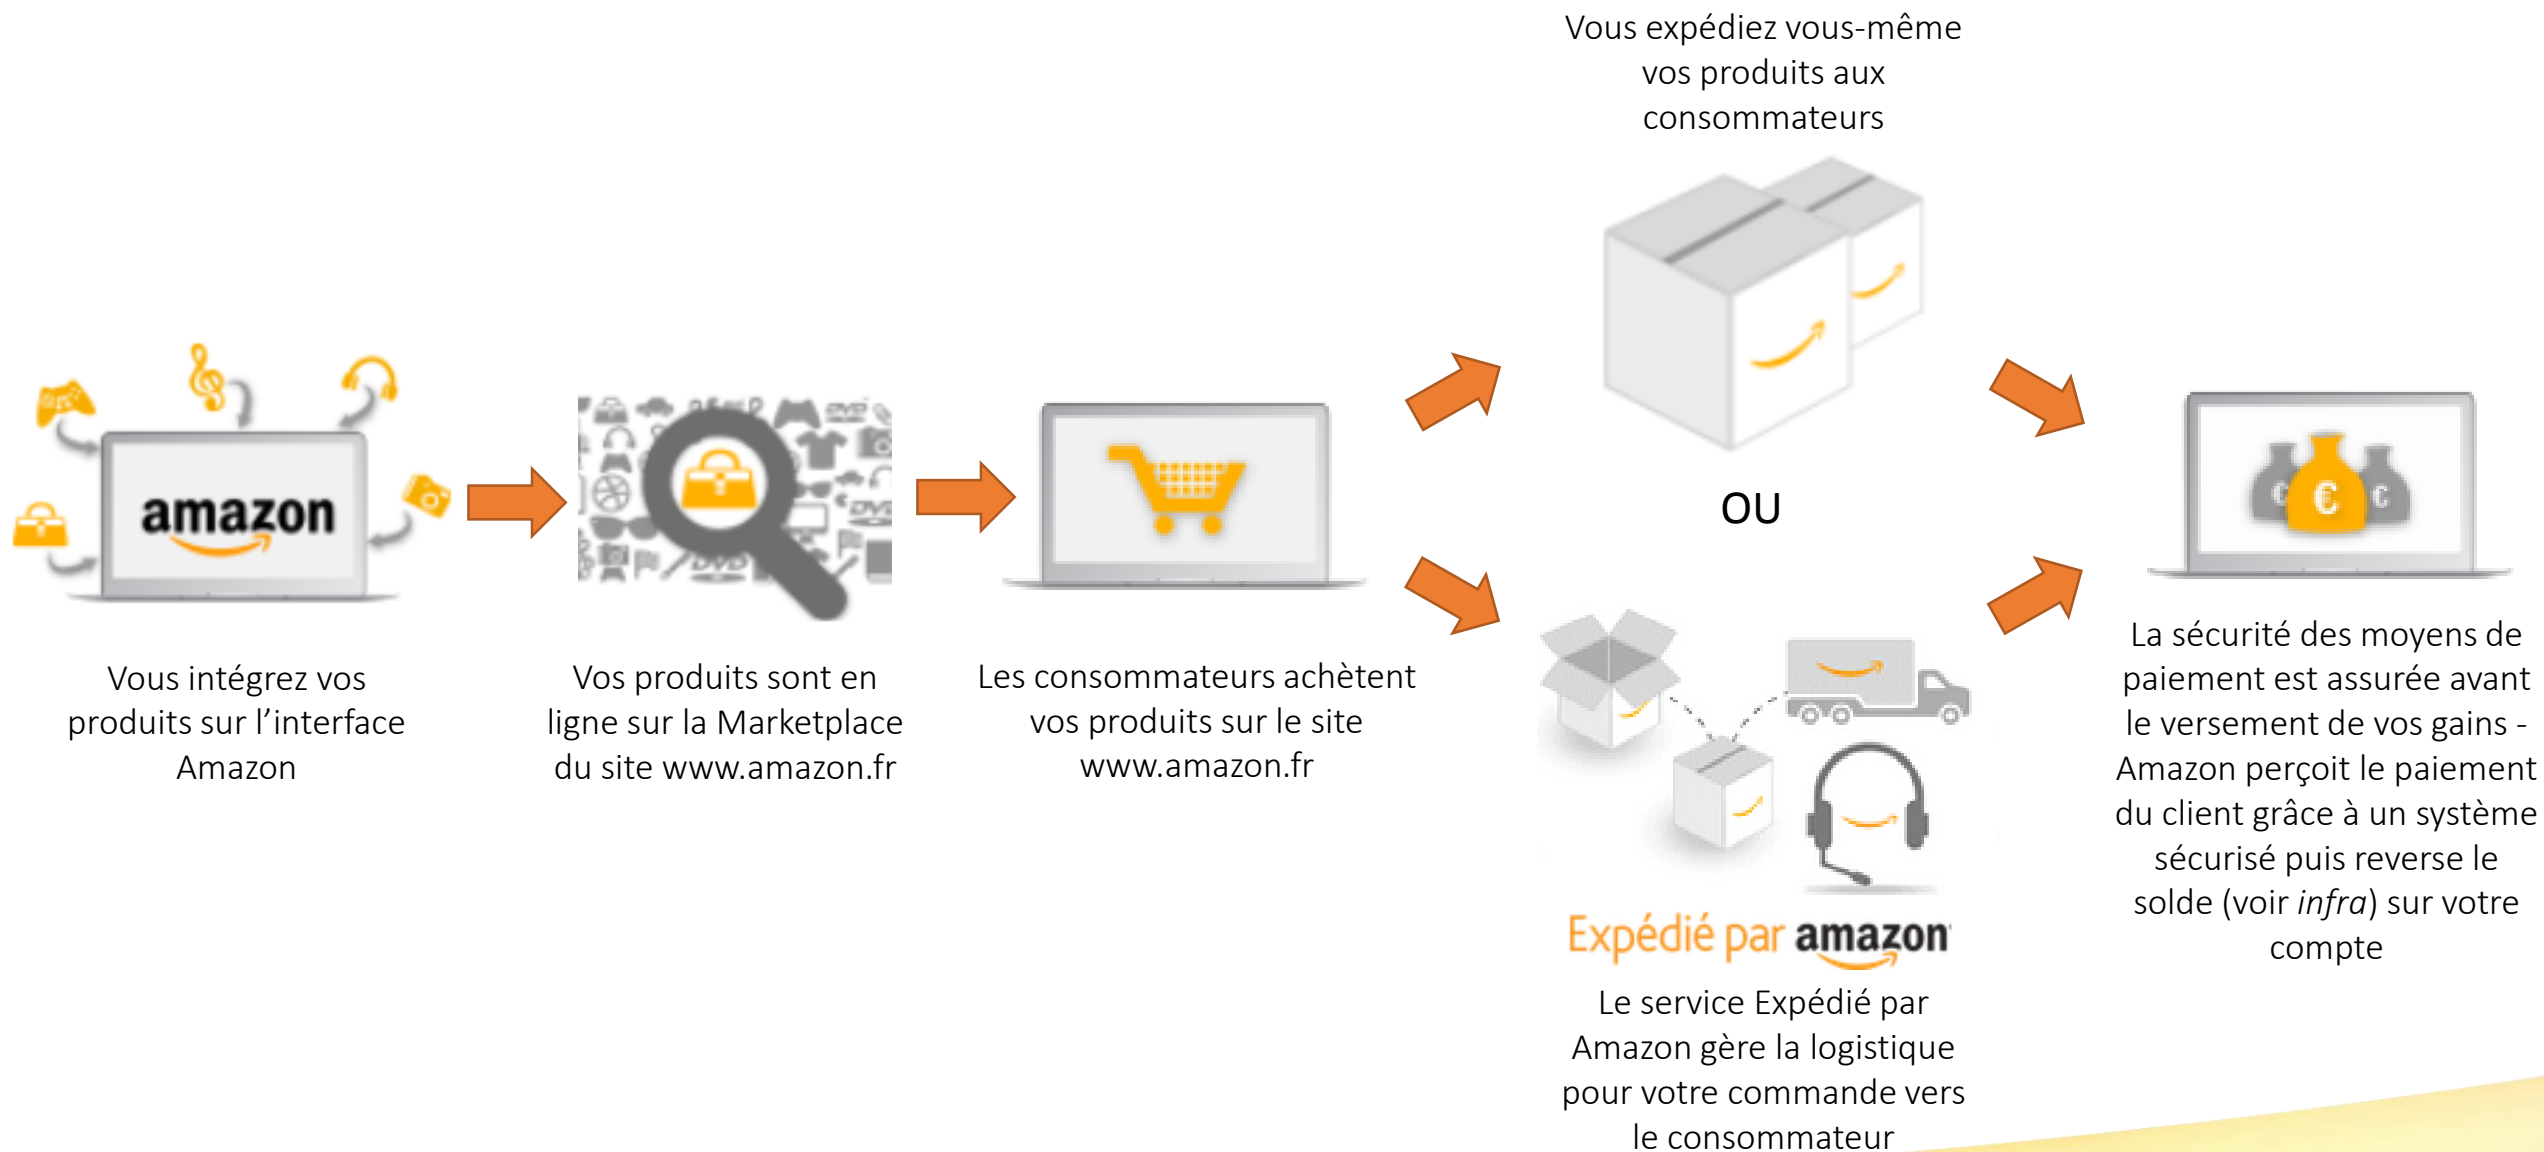 Vous expédiez vous-même
vos produits aux
consommateurs
amazon
DVD
DVD
DVD
OU
€
€
€
Vous intégrez vos
produits sur l’interface
Amazon
Vos produits sont en
ligne sur la Marketplace
du site www.amazon.fr
Les consommateurs achètent
vos produits sur le site
www.amazon.fr
Expédié par amazon
Le service Expédié par
Amazon gère la logistique
pour votre commande vers
le consommateur
La sécurité des moyens de
paiement est assurée avant
le versement de vos gains -
Amazon perçoit le paiement
du client grâce à un système
sécurisé puis reverse le
solde (voir infra) sur votre
compte